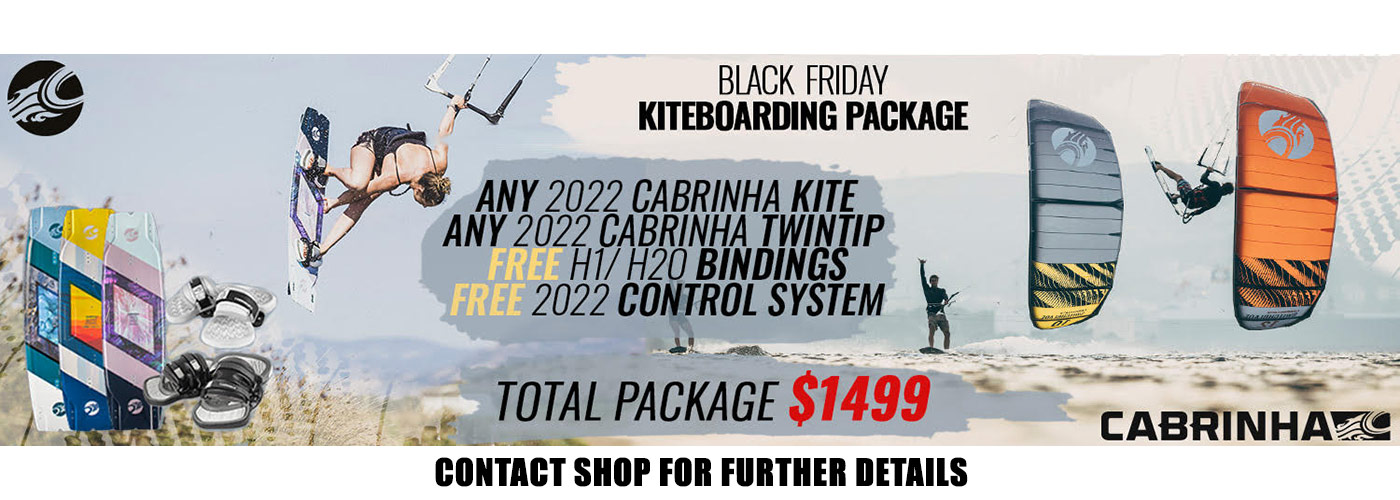 BLACK FRIDAY
KITEBOARDING PACKAGE
ANY 2022 CABRINHA KITE
ANY 2022 CABRINHA TWINTIP
FREE H1/ H20 BINDINGS
FREE 2022 CONTROL SYSTEM
TOTAL PACKAGE $1499
CABRINHA
CONTACT SHOP FOR FURTHER DETAILS